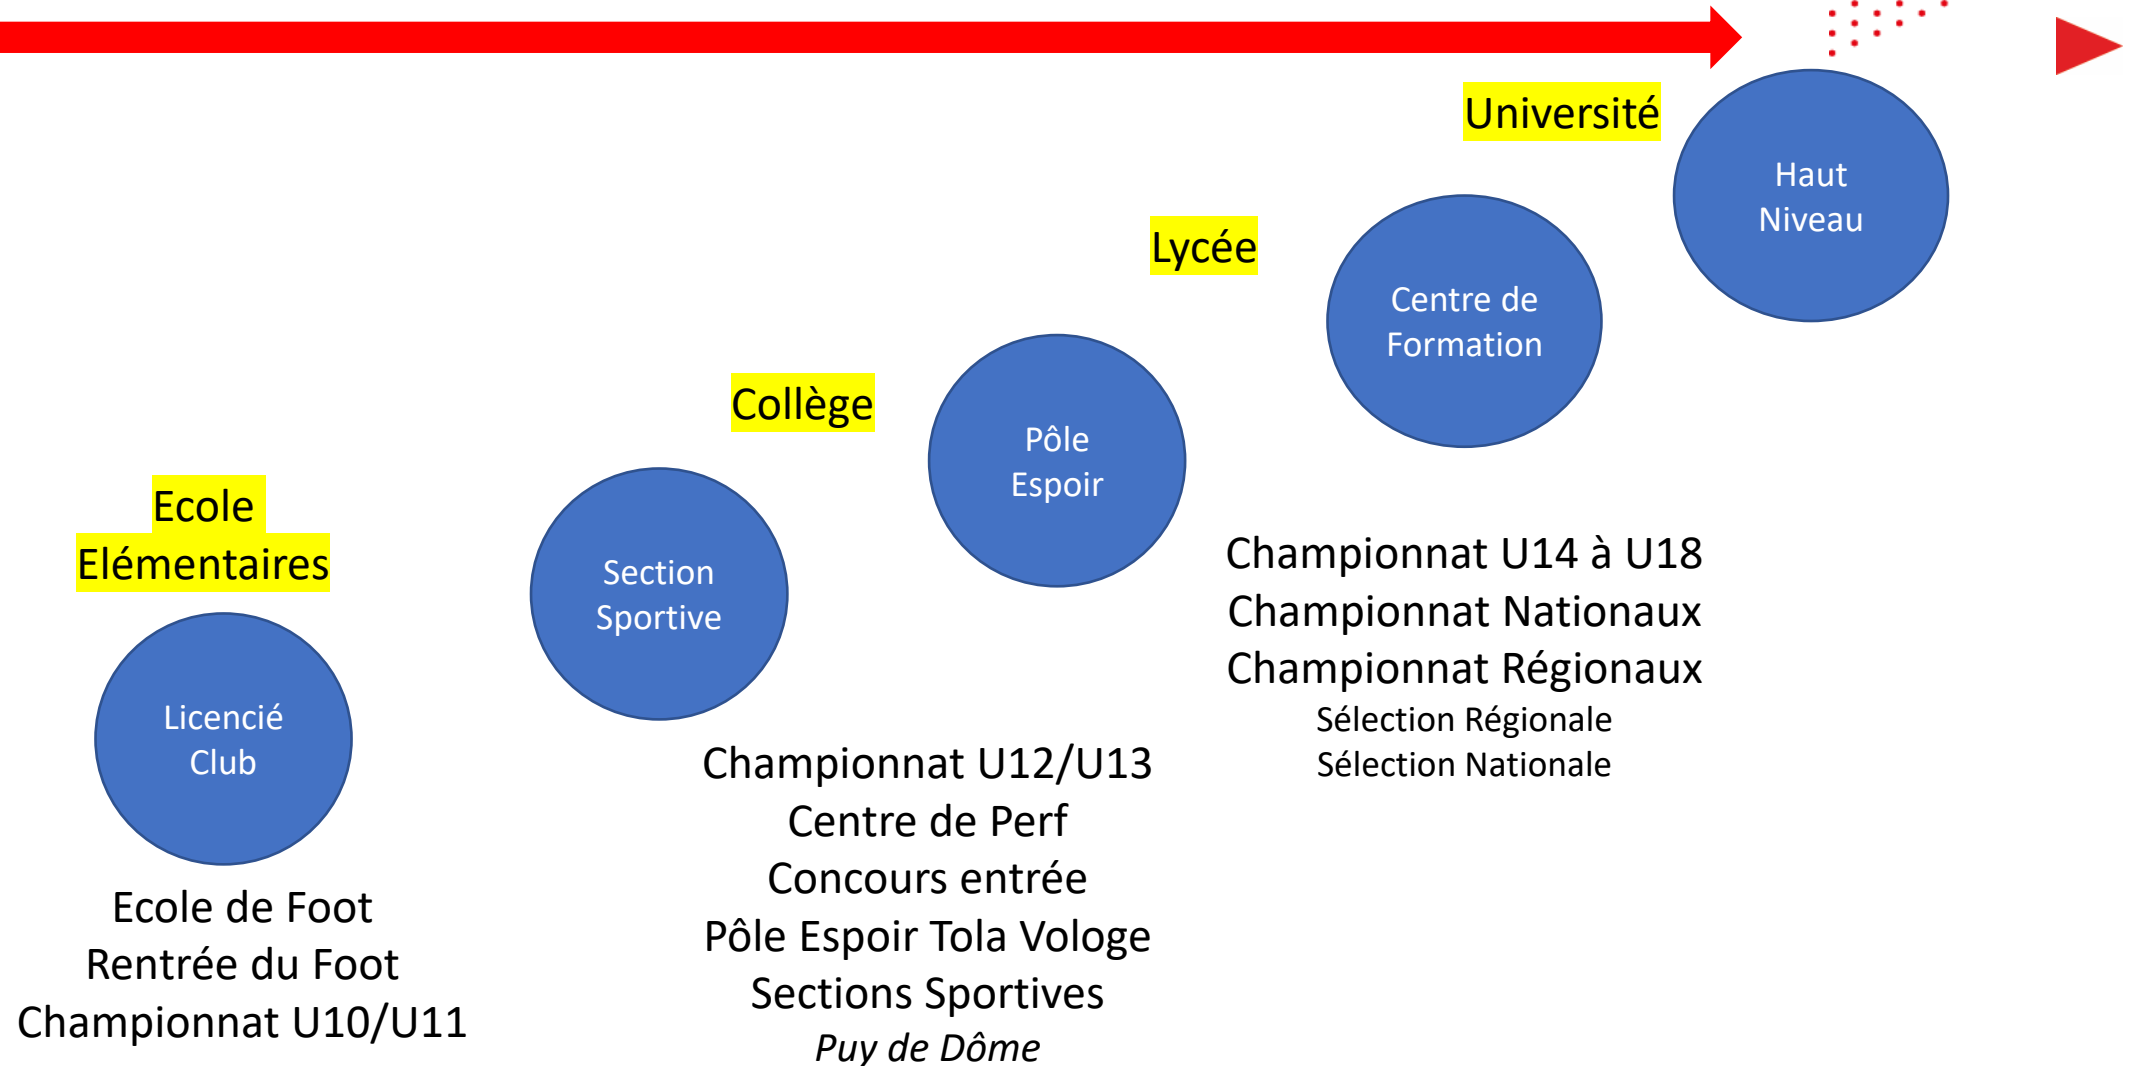 Ecole
Elémentaires
Licencié
Club
Ecole de Foot
Rentrée du Foot
Championnat U10/U11
Section
Sportive
Collège
Pôle
Espoir
Championnat U12/U13
Centre de Perf
Concours entrée
Pôle Espoir Tola Vologe
Sections Sportives
Puy de Dôme
Lycée
Centre de
Formation
Championnat U14 à U18
Championnat Nationaux
Championnat Régionaux
Sélection Régionale
Sélection Nationale
Université
Haut
Niveau